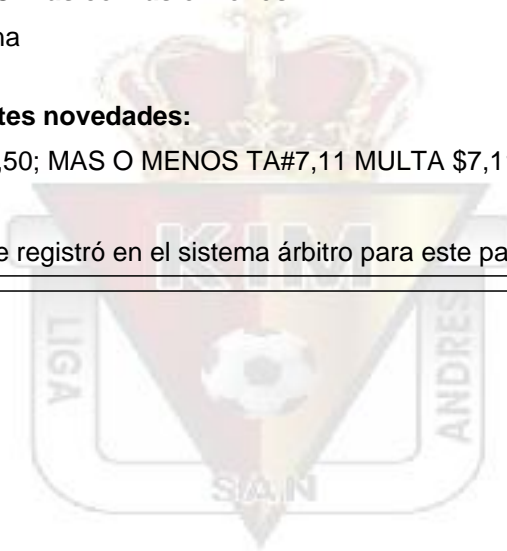 na
tes novedades:
,50; MAS O MENOS TA#7,11 MULTA $7,1
e registró en el sistema árbitro para este pa
KIM
LIGA
ANDRES
SAN